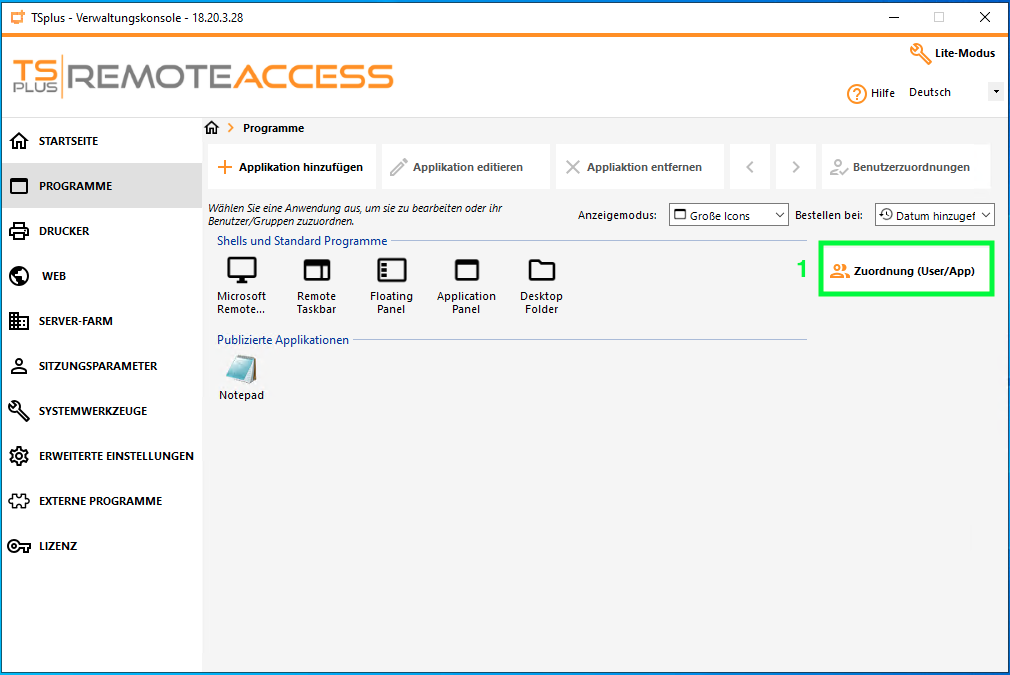 TSplus - Verwaltungskonsole - 18.20.3.28
Lite-Modus
TS PLUS REMOTEACCESS
Hilfe
Deutsch
STARTSEITE
PROGRAMME
DRUCKER
WEB
SERVER-FARM
SITZUNGSPARAMETER
SYSTEMWERKZEUGE
ERWEITERTE EINSTELLUNGEN
EXTERNE PROGRAMME
LIZENZ
Programme
Applikation hinzufügen
Applikation editieren
Appliaktion entfernen
Benutzerzuordnungen
Wählen Sie eine Anwendung aus, um sie zu bearbeiten oder ihr
Benutzer/Gruppen zuzuordnen.
Anzeigemodus:
Große Icons
Bestellen bei:
Datum hinzugef
Shells und Standard Programme
Microsoft
Remote...
Remote
Taskbar
Floating
Panel
Application
Panel
Desktop
Folder
1
Zuordnung (User/App)
Publizierte Applikationen
Notepad